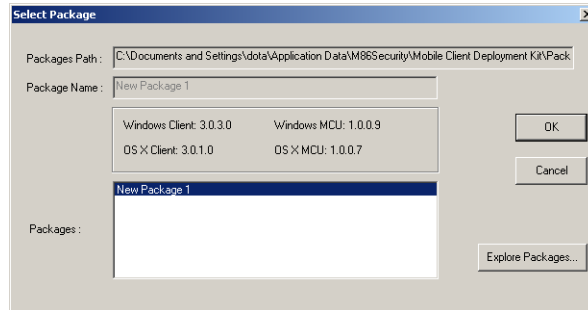 Select Package
Packages Path : C:\Documents and Settings\dota\Application Data\M86Security\Mobile Client Deployment Kit\Pack
Package Name : New Package 1
Windows Client: 3.0.3.0 Windows MCU: 1.0.0.9
OS X Client: 3.0.1.0 OS X MCU: 1.0.0.7
OK
Cancel
New Package 1
Packages :
Explore Packages...